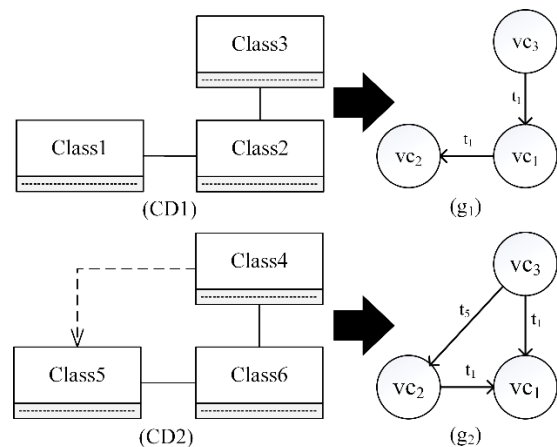 Class3
vc3
t1
Class1
Class2
vc2
t1
vc1
(CD1)
(g1)
Class4
vc3
t5
t1
Class5
Class6
vc2
t1
vc1
(CD2)
(g2)